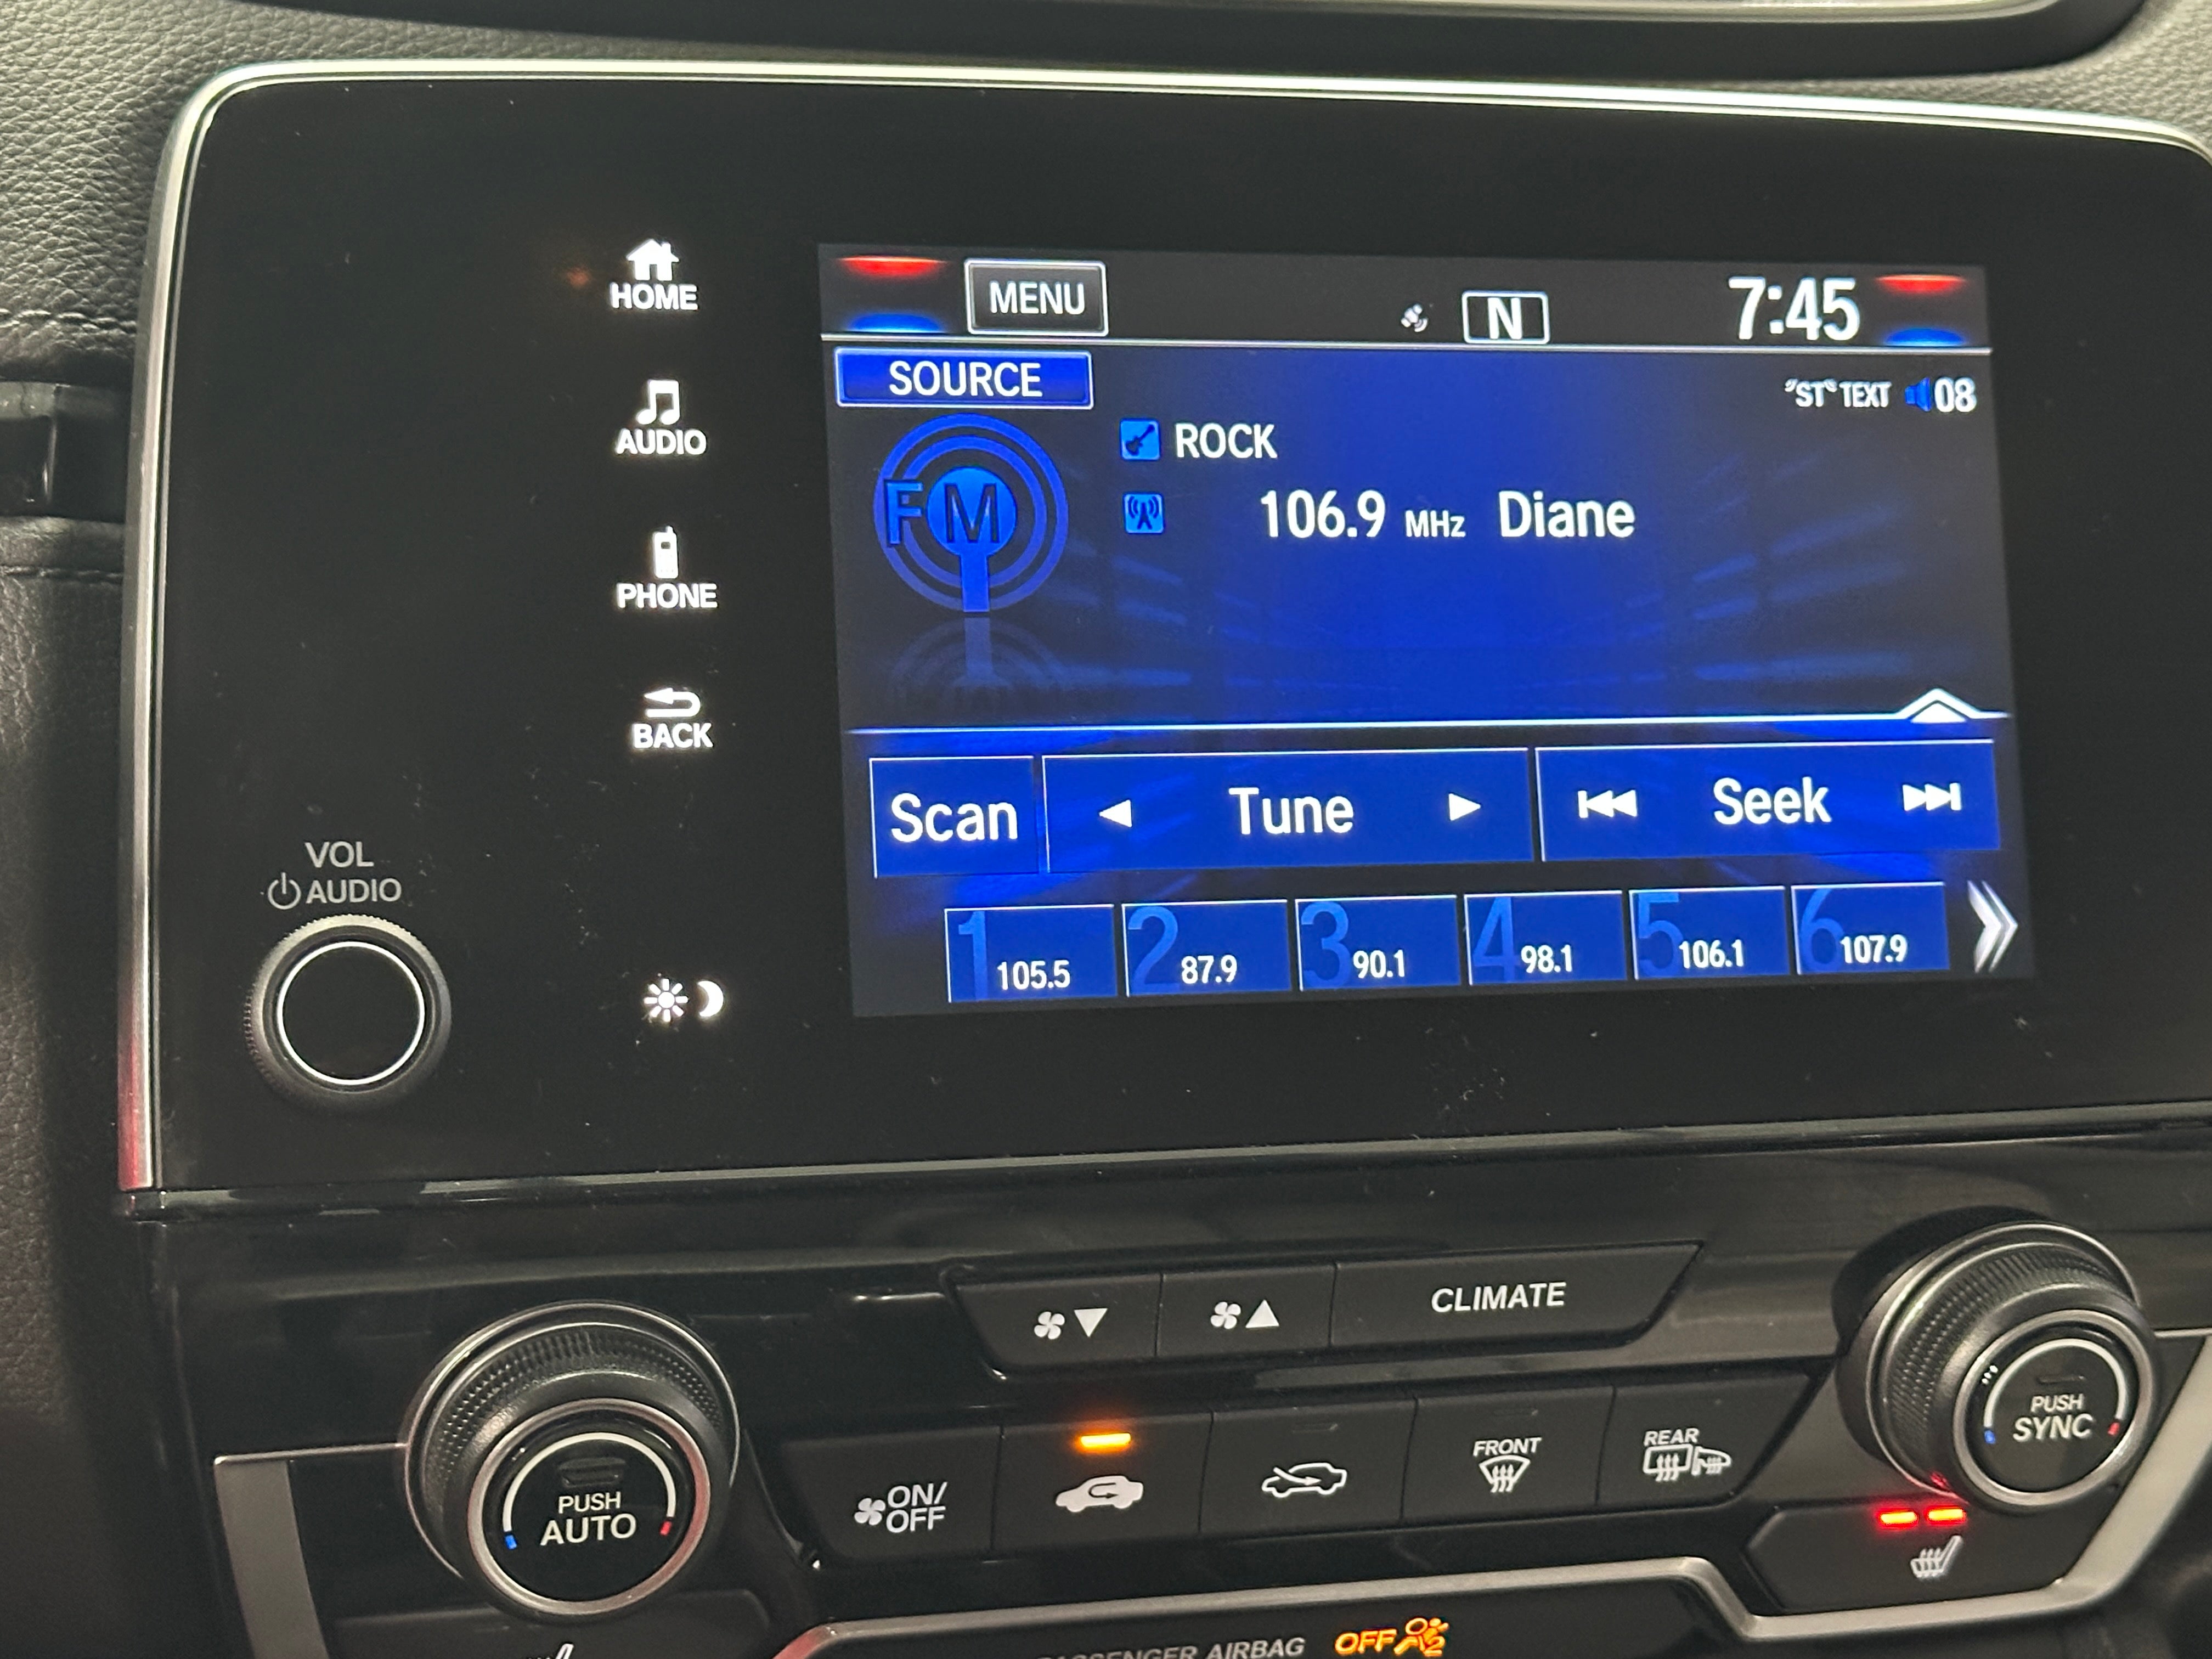 HOME
AUDIO
PHONE
BACK
VOL
AUDIO
MENU
N
7:45
SOURCE
"ST" TEXT 08
ROCK
FM
106.9 MHz Diane
Scan Tune Seek
1 105.5
2 87.9
3 90.1
4 98.1
5 106.1
6 107.9
CLIMATE
PUSH
AUTO
ON/
OFF
FRONT
REAR
PUSH
SYNC
PASSENGER AIRBAG OFF